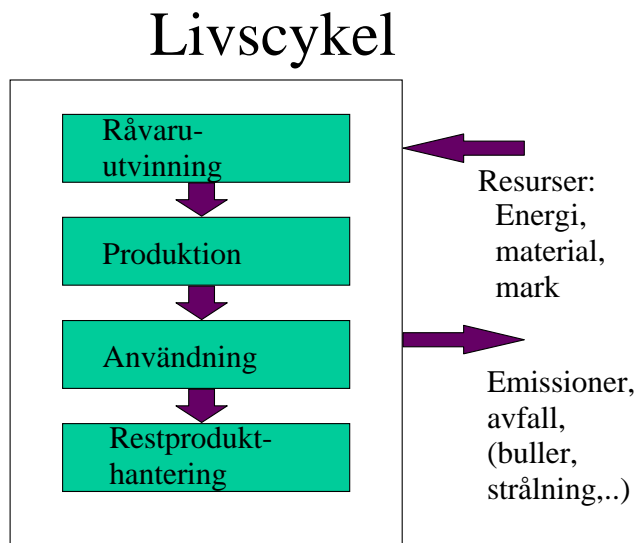 Livscykel
Råvaru-
utvinning
Produktion
Användning
Restprodukt-
hantering
Resurser:
Energi,
material,
mark
Emissioner,
avfall,
(buller,
strålning,..)